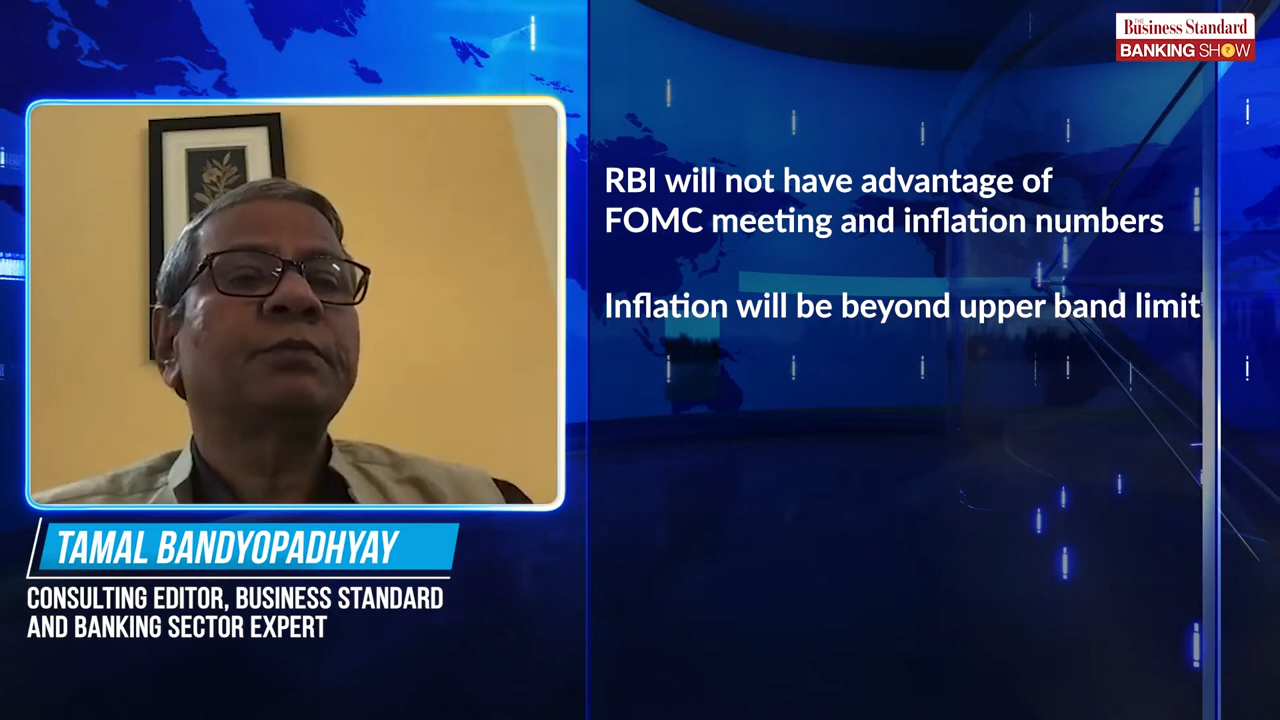 THE
Business Standard
BANKING SHOW
RBI will not have advantage of
FOMC meeting and inflation numbers
Inflation will be beyond upper band limit
TAMAL BANDYOPADHYAY
CONSULTING EDITOR, BUSINESS STANDARD
AND BANKING SECTOR EXPERT